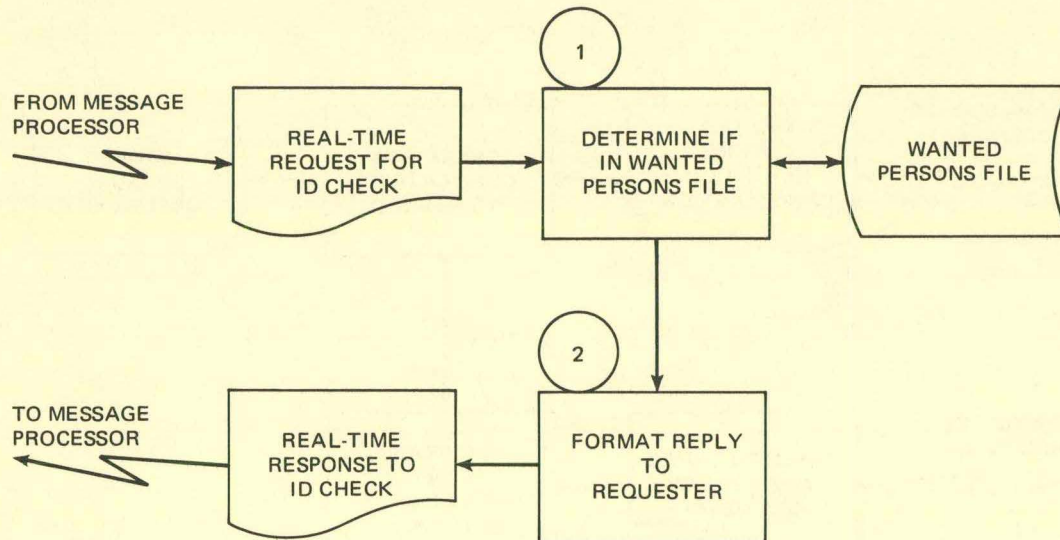 1
FROM MESSAGE
PROCESSOR
REAL-TIME
REQUEST FOR
ID CHECK
DETERMINE IF
IN WANTED
PERSONS FILE
WANTED
PERSONS FILE
2
TO MESSAGE
PROCESSOR
REAL-TIME
RESPONSE TO
ID CHECK
FORMAT REPLY
TO
REQUESTER